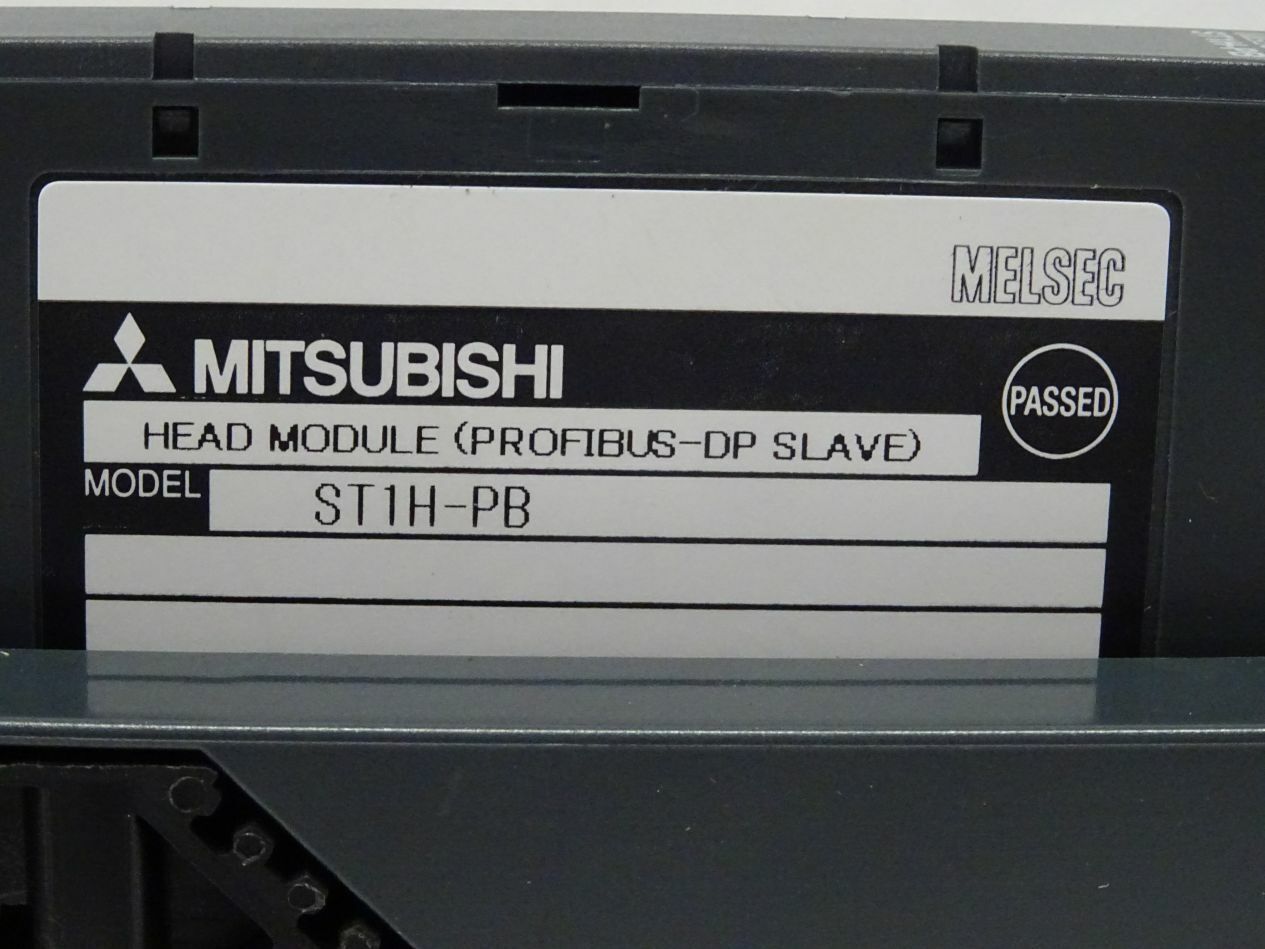 MELSEC
MITSUBISHI
PASSED
HEAD MODULE (PROFIBUS-DP SLAVE)
MODEL ST1H-PB